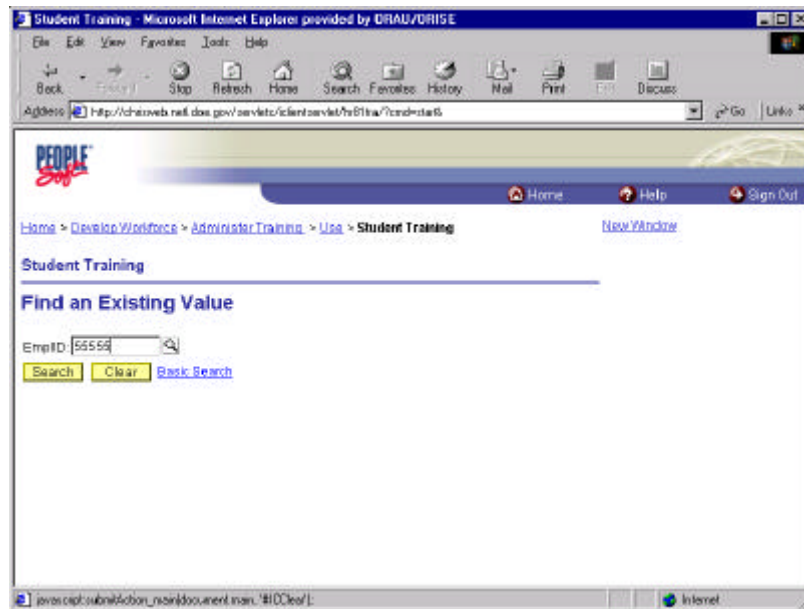 Student Training - Microsoft Internet Explorer provided by ORAU/ORISE
File Edit View Favorites Tools Help
Back Forward Stop Refresh Home Search Favorites History Mail Print Edit Discuss
Address Go Links »
PEOPLE
Soft
Home Help Sign Out
Home > Develop Workforce > Administer Training > Use > Student Training New Window
Student Training
Find an Existing Value
EmplID: 55555
Search Clear Basic Search
Internet